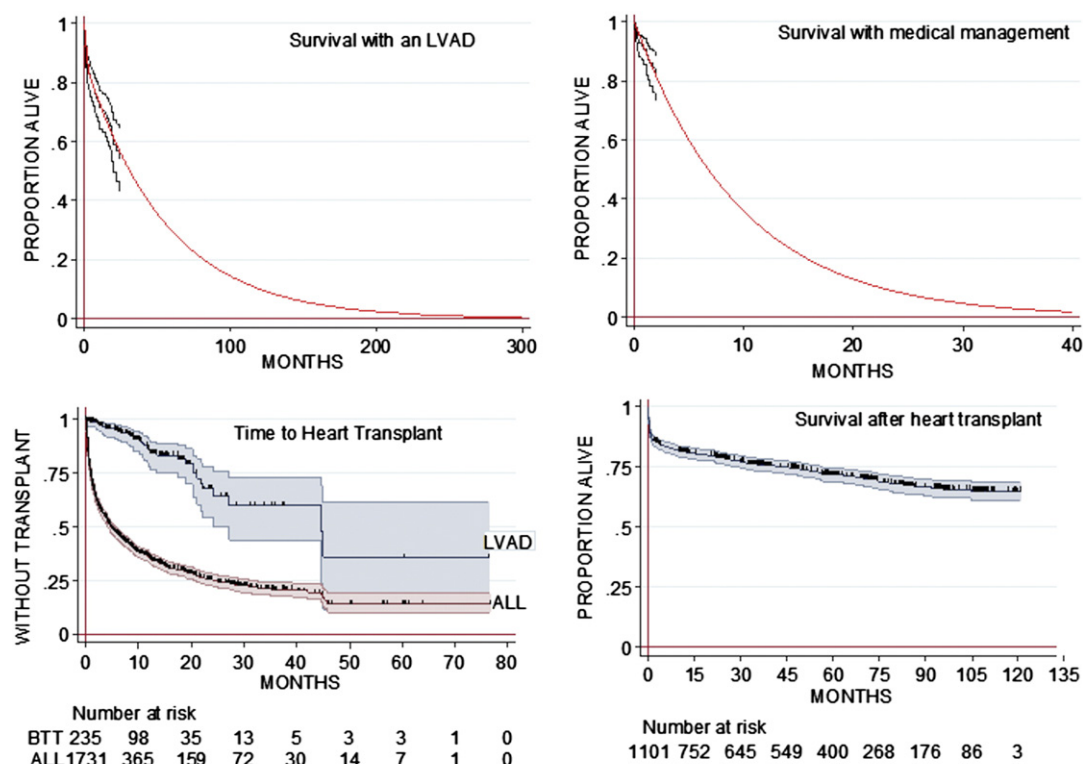 Survival with an LVAD
PROPORTION ALIVE
1
.8
.6
.4
.2
0
0 100 200 300
MONTHS
Survival with medical management
PROPORTION ALIVE
1
.8
.6
.4
.2
0
0 10 20 30 40
MONTHS
Time to Heart Transplant
WITHOUT TRANSPLANT
1
.75
.5
.25
0
LVAD
ALL
0 10 20 30 40 50 60 70 80
MONTHS
Number at risk
BTT 235 98 35 13 5 3 3 1 0
ALL 1731 365 159 72 30 14 7 1 0
Survival after heart transplant
PROPORTION ALIVE
1
.75
.5
.25
0
0 15 30 45 60 75 90 105 120 135
MONTHS
Number at risk
1101 752 645 549 400 268 176 86 3